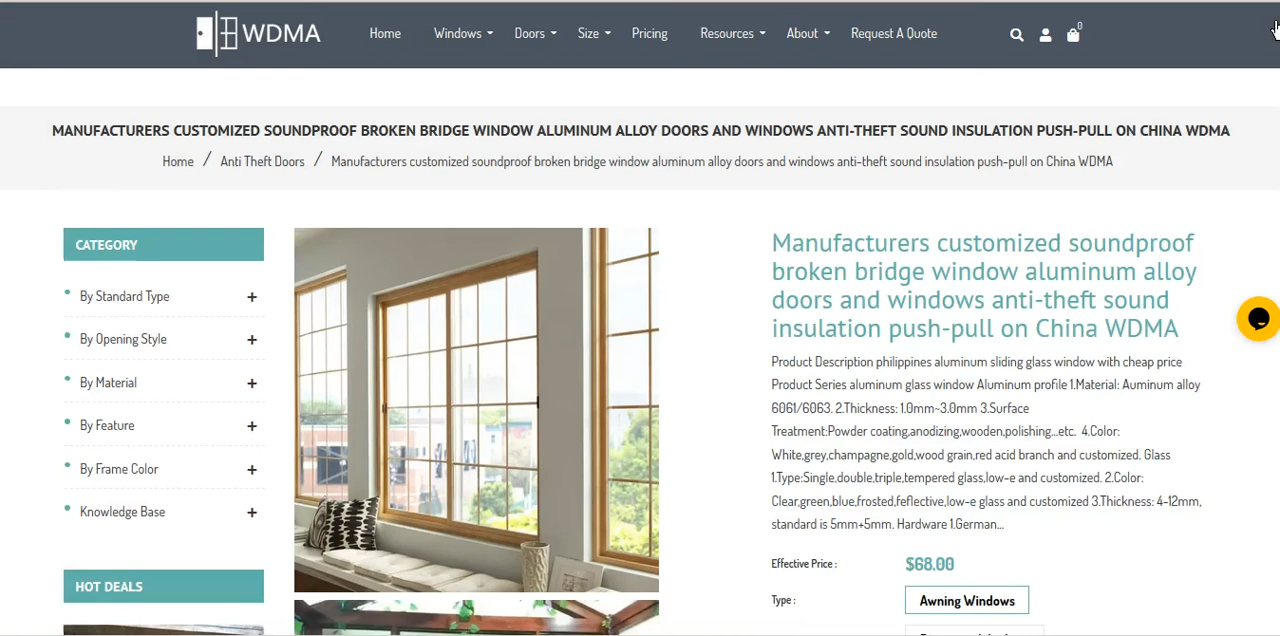 WDMA
Home Windows Doors Size Pricing Resources About Request A Quote 0
MANUFACTURERS CUSTOMIZED SOUNDPROOF BROKEN BRIDGE WINDOW ALUMINUM ALLOY DOORS AND WINDOWS ANTI-THEFT SOUND INSULATION PUSH-PULL ON CHINA WDMA
Home / Anti Theft Doors / Manufacturers customized soundproof broken bridge window aluminum alloy doors and windows anti-theft sound insulation push-pull on China WDMA
CATEGORY
By Standard Type +
By Opening Style +
By Material +
By Feature +
By Frame Color +
Knowledge Base +
HOT DEALS
Manufacturers customized soundproof
broken bridge window aluminum alloy
doors and windows anti-theft sound
insulation push-pull on China WDMA
Product Description philippines aluminum sliding glass window with cheap price
Product Series aluminum glass window Aluminum profile 1.Material: Auminum alloy
6061/6063. 2.Thickness: 1.0mm~3.0mm 3.Surface
Treatment:Powder coating,anodizing,wooden,polishing...etc. 4.Color:
White,grey,champagne,gold,wood grain,red acid branch and customized. Glass
1.Type:Single,double,triple,tempered glass,low-e and customized. 2.Color:
Clear,green,blue,frosted,feflective,low-e glass and customized 3.Thickness: 4-12mm,
standard is 5mm+5mm. Hardware 1.German...
Effective Price : $68.00
Type : Awning Windows